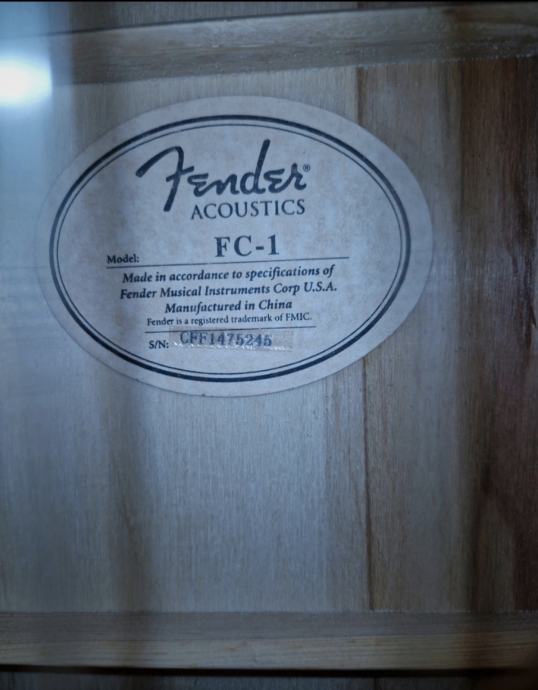 Fender®
ACOUSTICS
Model: FC-1
Made in accordance to specifications of
Fender Musical Instruments Corp U.S.A.
Manufactured in China
Fender is a registered trademark of FMIC.
S/N: CFF1475245